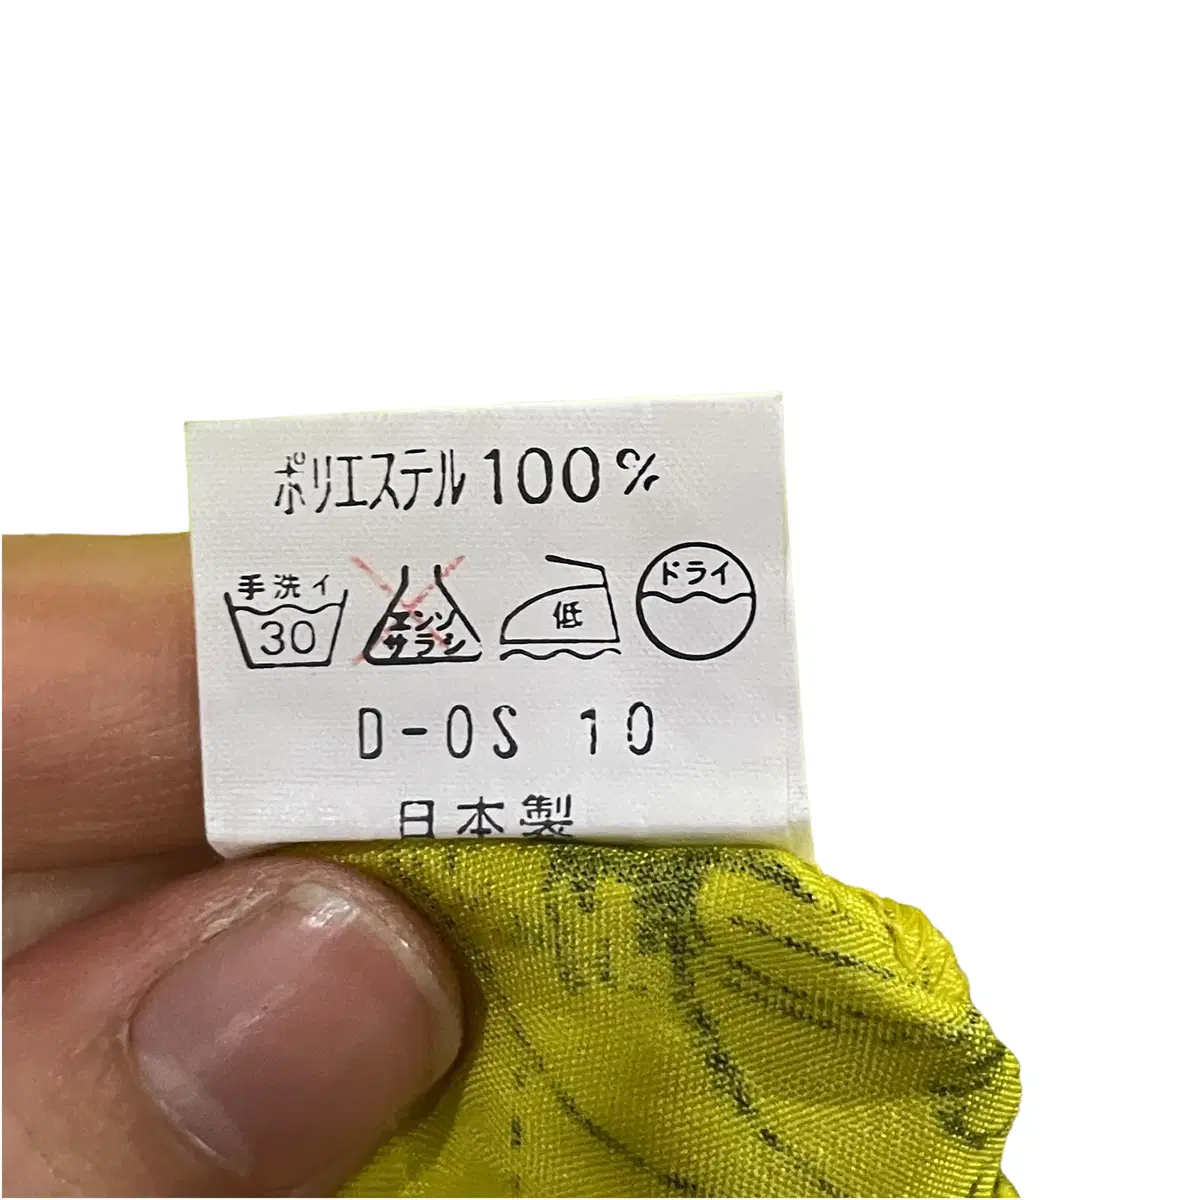 ポリエステル100%
手洗イ
30
エンソ
サラシ
低
ドライ
D-0S 10
日本製